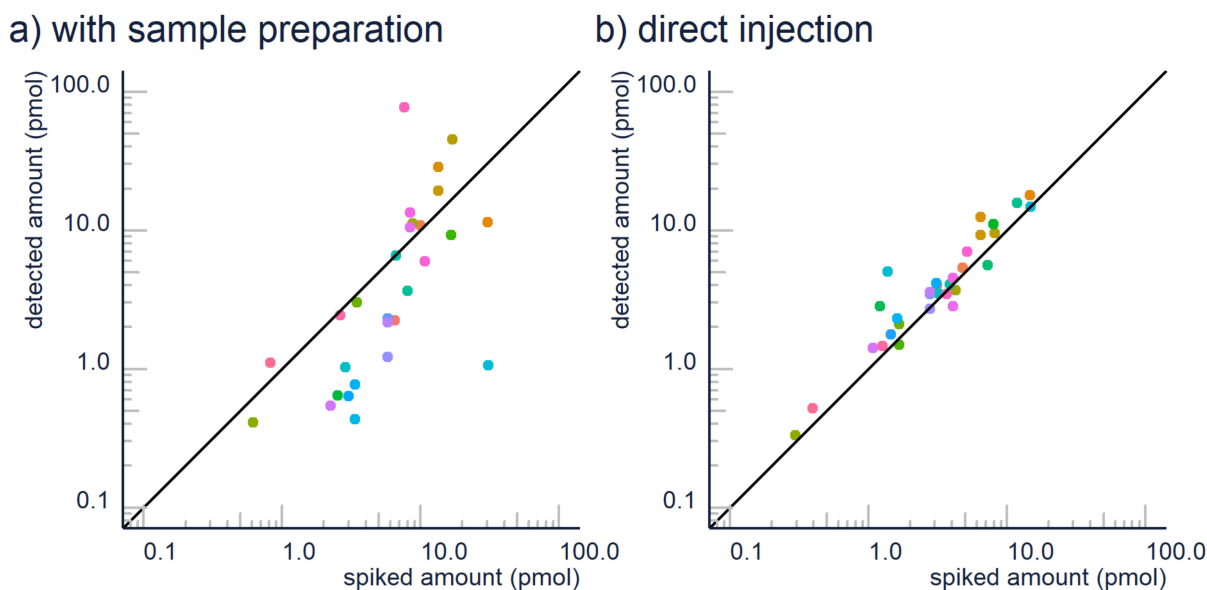 a) with sample preparation
detected amount (pmol)
100.0
10.0
1.0
0.1
0.1 1.0 10.0 100.0
spiked amount (pmol)
b) direct injection
detected amount (pmol)
100.0
10.0
1.0
0.1
0.1 1.0 10.0 100.0
spiked amount (pmol)